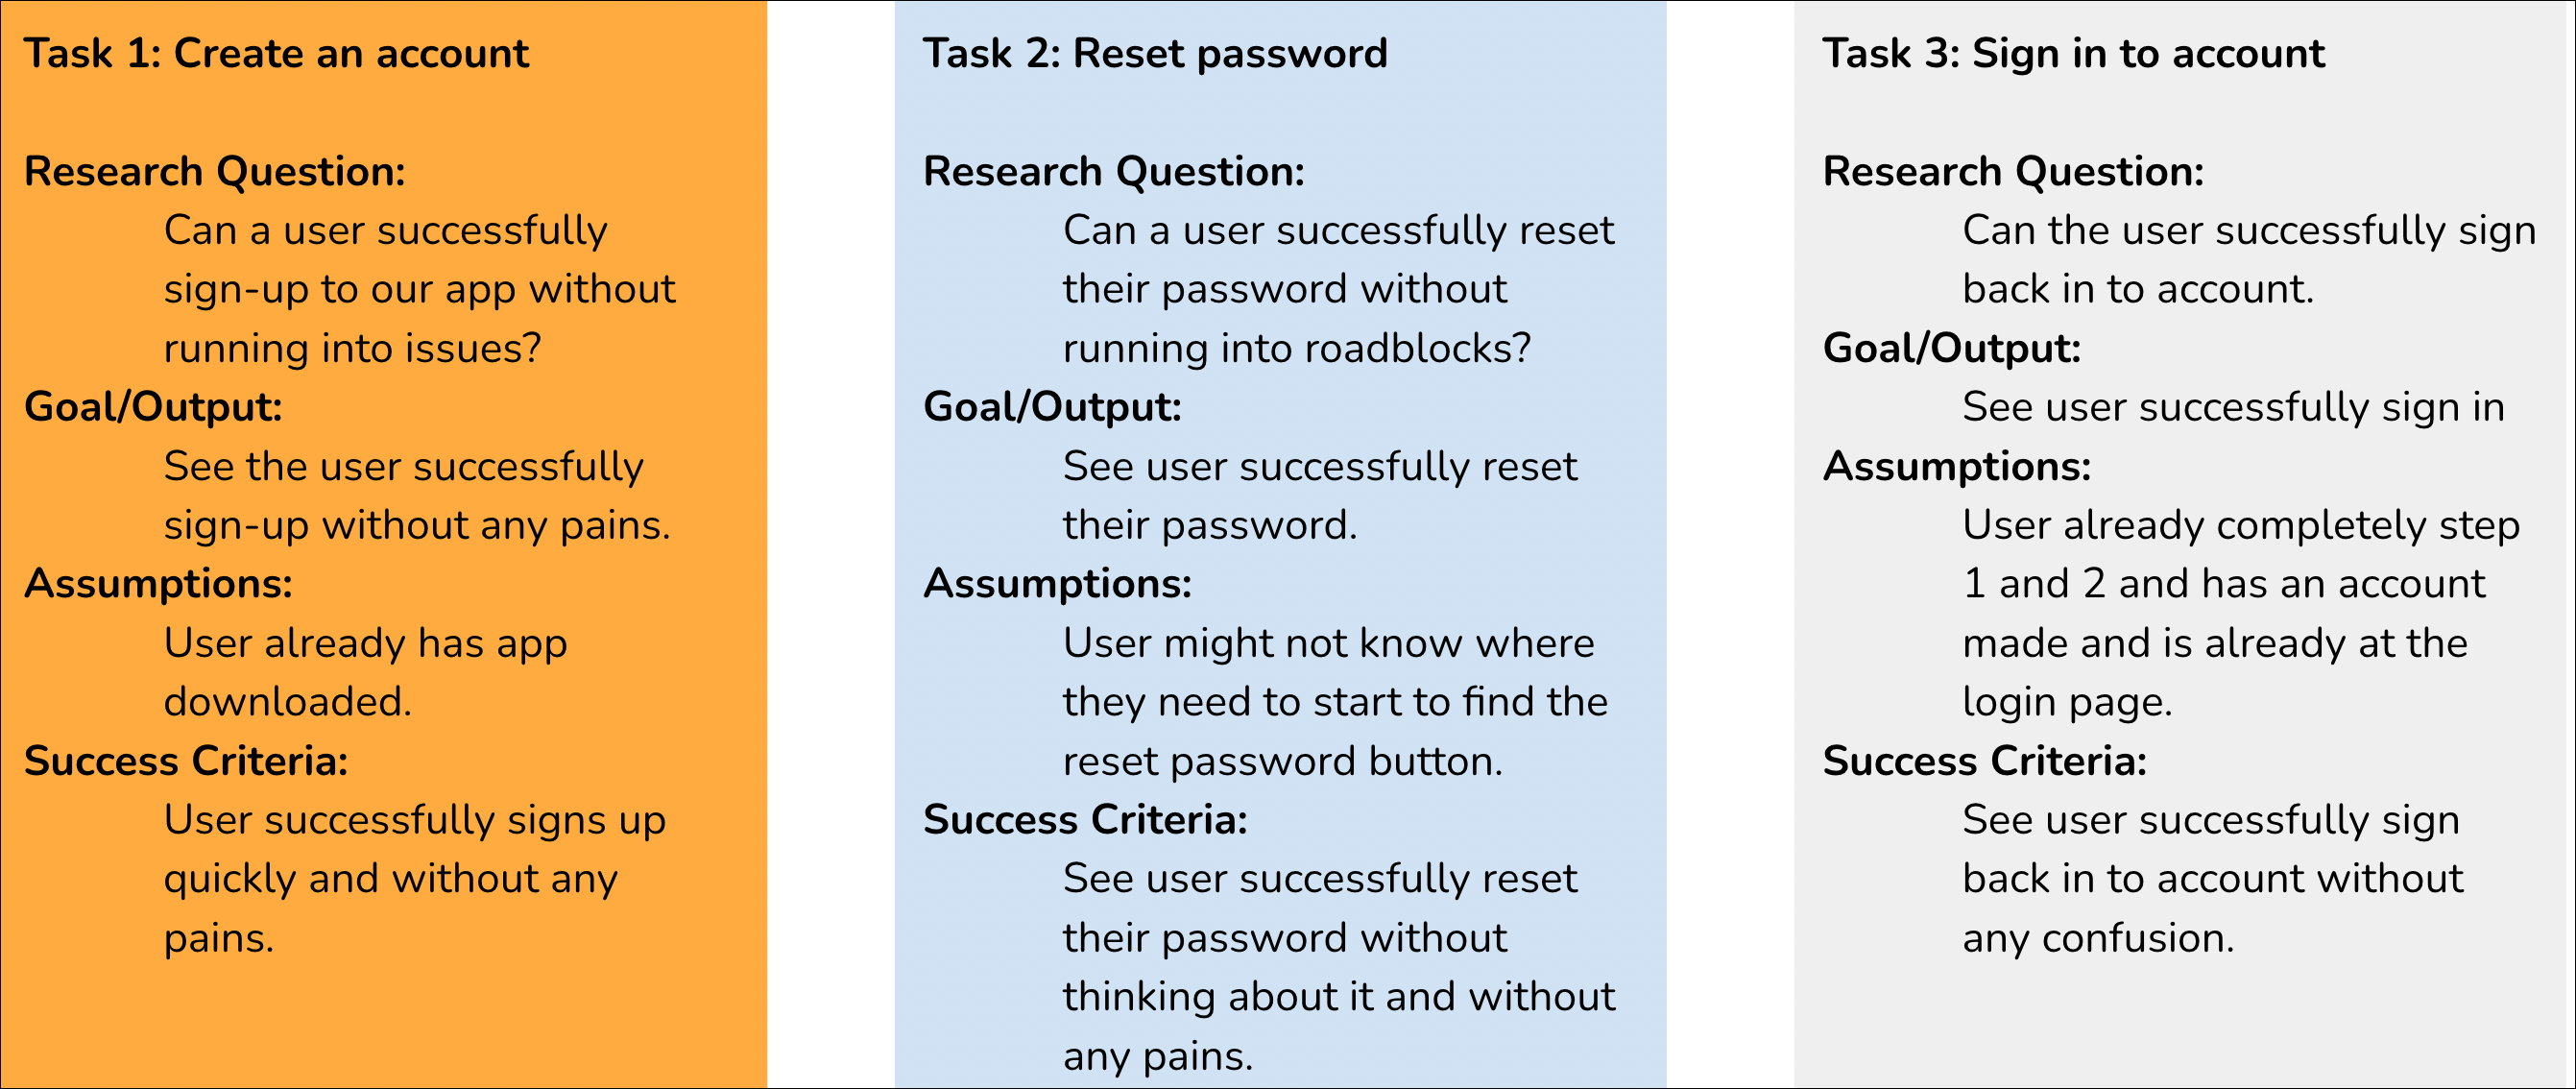 Task 1: Create an account
Research Question:
Can a user successfully
sign-up to our app without
running into issues?
Goal/Output:
See the user successfully
sign-up without any pains.
Assumptions:
User already has app
downloaded.
Success Criteria:
User successfully signs up
quickly and without any
pains.
Task 2: Reset password
Research Question:
Can a user successfully reset
their password without
running into roadblocks?
Goal/Output:
See user successfully reset
their password.
Assumptions:
User might not know where
they need to start to find the
reset password button.
Success Criteria:
See user successfully reset
their password without
thinking about it and without
any pains.
Task 3: Sign in to account
Research Question:
Can the user successfully sign
back in to account.
Goal/Output:
See user successfully sign in
Assumptions:
User already completely step
1 and 2 and has an account
made and is already at the
login page.
Success Criteria:
See user successfully sign
back in to account without
any confusion.